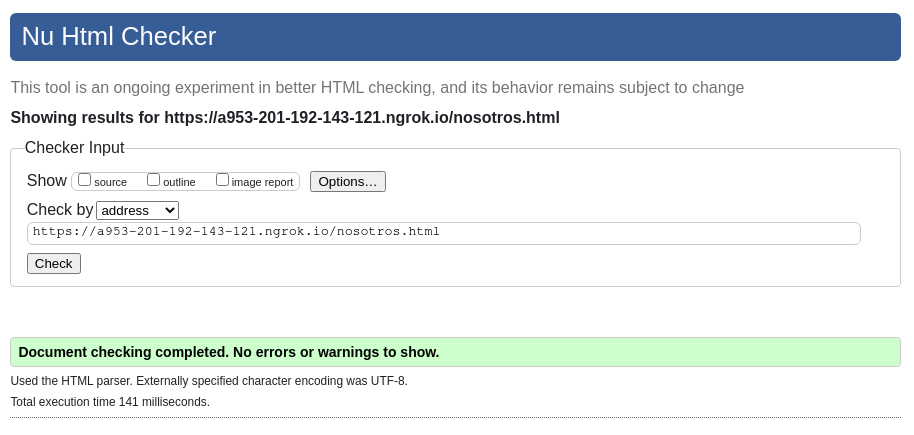 Nu Html Checker
This tool is an ongoing experiment in better HTML checking, and its behavior remains subject to change
Showing results for https://a953-201-192-143-121.ngrok.io/nosotros.html
Checker Input
Show source outline image report Options...
Check by address
https://a953-201-192-143-121.ngrok.io/nosotros.html
Check
Document checking completed. No errors or warnings to show.
Used the HTML parser. Externally specified character encoding was UTF-8.
Total execution time 141 milliseconds.